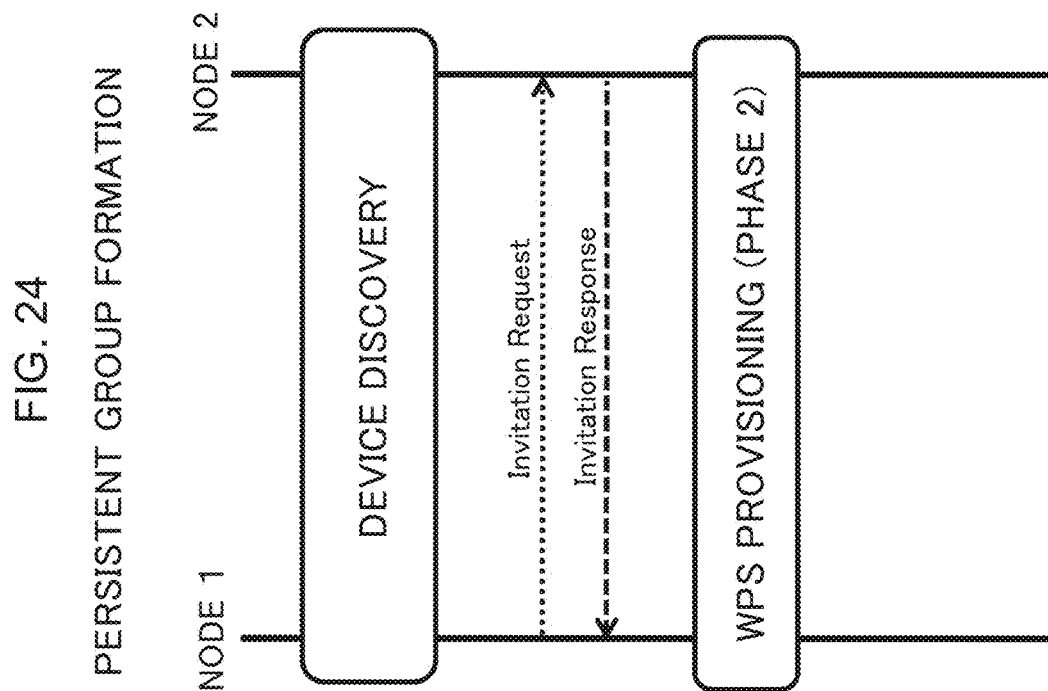 FIG. 24
PERSISTENT GROUP FORMATION
NODE 1
NODE 2
DEVICE DISCOVERY
Invitation Request
Invitation Response
WPS PROVISIONING (PHASE 2)